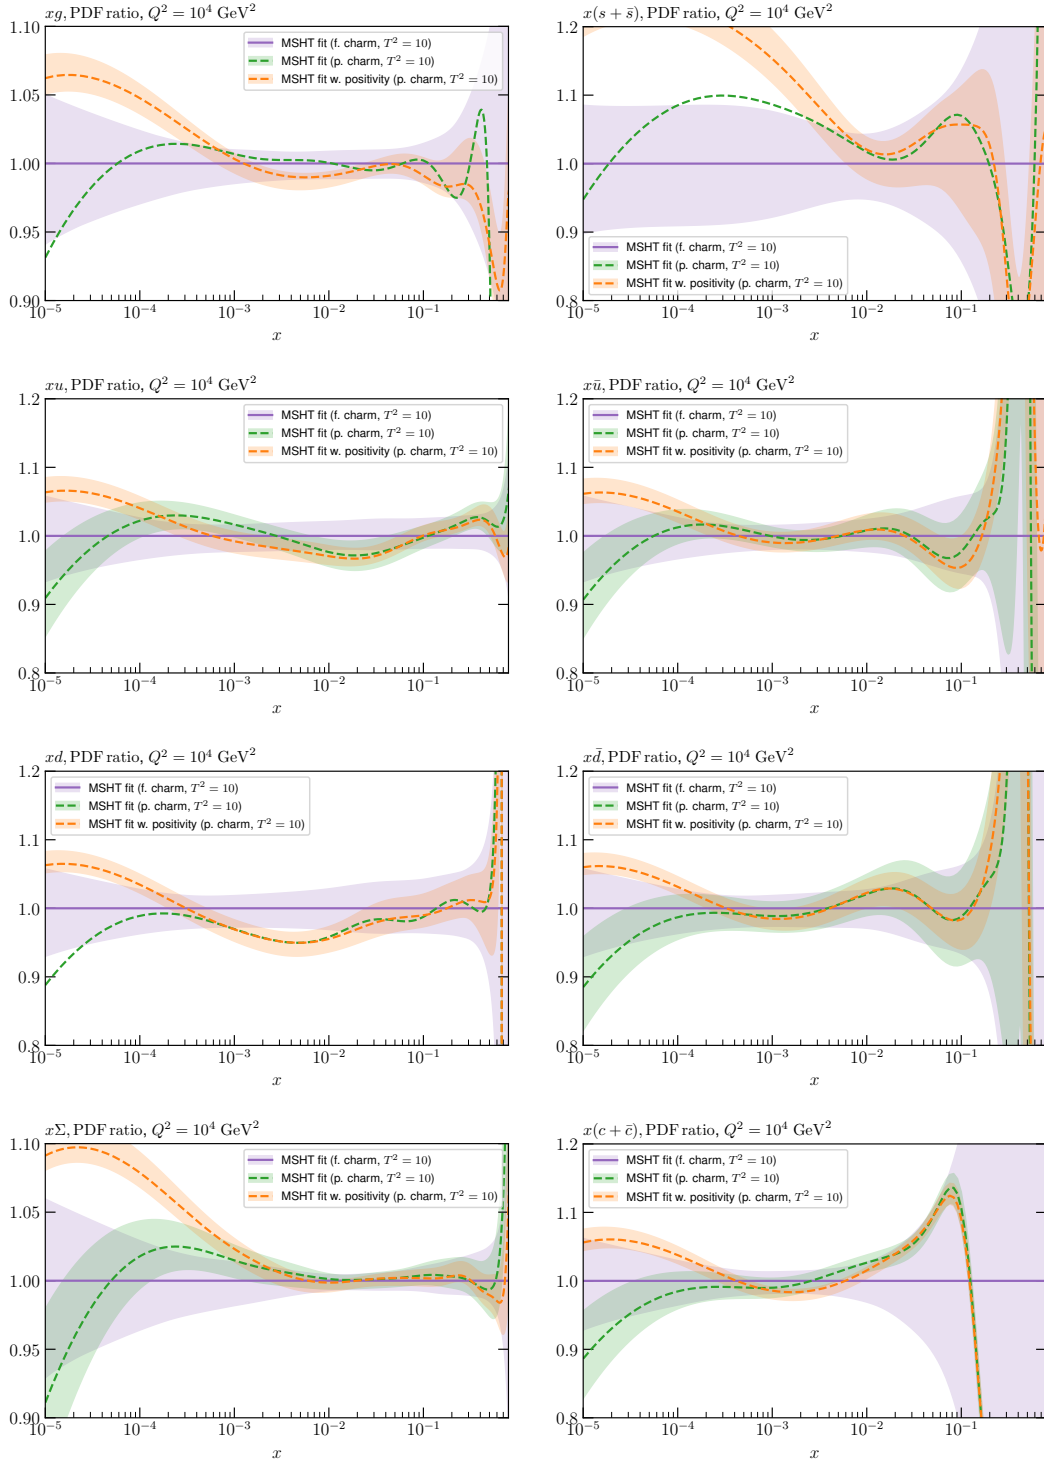 xg, PDF ratio, Q² = 10⁴ GeV²
1.10
1.05
1.00
0.95
0.90
MSHT fit (f. charm, T² = 10)
MSHT fit (p. charm, T² = 10)
MSHT fit w. positivity (p. charm, T² = 10)
10⁻⁵ 10⁻⁴ 10⁻³ 10⁻² 10⁻¹
x
x(s + s̄), PDF ratio, Q² = 10⁴ GeV²
1.2
1.1
1.0
0.9
0.8
MSHT fit (f. charm, T² = 10)
MSHT fit (p. charm, T² = 10)
MSHT fit w. positivity (p. charm, T² = 10)
10⁻⁵ 10⁻⁴ 10⁻³ 10⁻² 10⁻¹
x
xu, PDF ratio, Q² = 10⁴ GeV²
1.2
1.1
1.0
0.9
0.8
MSHT fit (f. charm, T² = 10)
MSHT fit (p. charm, T² = 10)
MSHT fit w. positivity (p. charm, T² = 10)
10⁻⁵ 10⁻⁴ 10⁻³ 10⁻² 10⁻¹
x
xū, PDF ratio, Q² = 10⁴ GeV²
1.2
1.1
1.0
0.9
0.8
MSHT fit (f. charm, T² = 10)
MSHT fit (p. charm, T² = 10)
MSHT fit w. positivity (p. charm, T² = 10)
10⁻⁵ 10⁻⁴ 10⁻³ 10⁻² 10⁻¹
x
xd, PDF ratio, Q² = 10⁴ GeV²
1.2
1.1
1.0
0.9
0.8
MSHT fit (f. charm, T² = 10)
MSHT fit (p. charm, T² = 10)
MSHT fit w. positivity (p. charm, T² = 10)
10⁻⁵ 10⁻⁴ 10⁻³ 10⁻² 10⁻¹
x
xd̄, PDF ratio, Q² = 10⁴ GeV²
1.2
1.1
1.0
0.9
0.8
MSHT fit (f. charm, T² = 10)
MSHT fit (p. charm, T² = 10)
MSHT fit w. positivity (p. charm, T² = 10)
10⁻⁵ 10⁻⁴ 10⁻³ 10⁻² 10⁻¹
x
xΣ, PDF ratio, Q² = 10⁴ GeV²
1.10
1.05
1.00
0.95
0.90
MSHT fit (f. charm, T² = 10)
MSHT fit (p. charm, T² = 10)
MSHT fit w. positivity (p. charm, T² = 10)
10⁻⁵ 10⁻⁴ 10⁻³ 10⁻² 10⁻¹
x
x(c + c̄), PDF ratio, Q² = 10⁴ GeV²
1.2
1.1
1.0
0.9
0.8
MSHT fit (f. charm, T² = 10)
MSHT fit (p. charm, T² = 10)
MSHT fit w. positivity (p. charm, T² = 10)
10⁻⁵ 10⁻⁴ 10⁻³ 10⁻² 10⁻¹
x